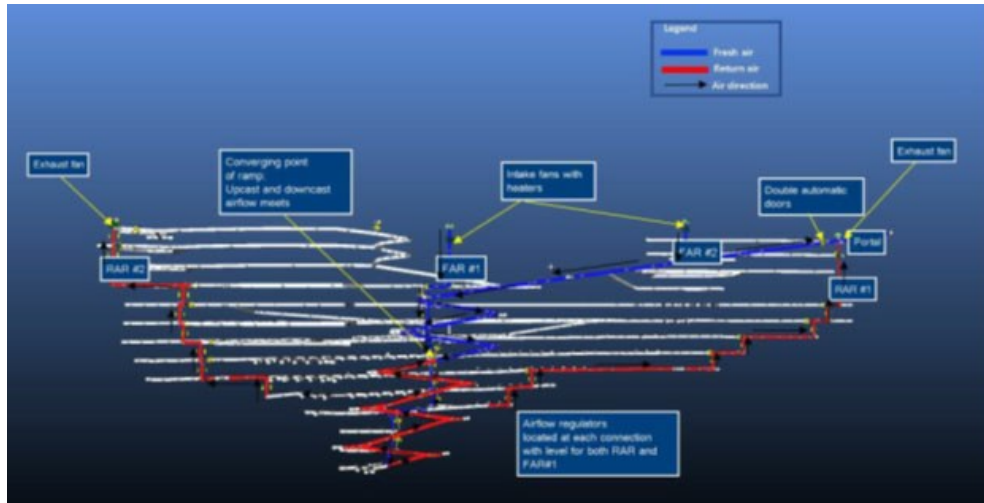 Legend
Fresh air
Return air
Air direction
Exhaust fan
Converging point
of ramp.
Upcast and downcast
airflow meets
Intake fans with
heaters
Double automatic
doors
Exhaust fan
Portal
RAR #2
FAR #1
FAR #2
RAR #1
Airflow regulators
located at each connection
with level for both RAR and
FAR#1